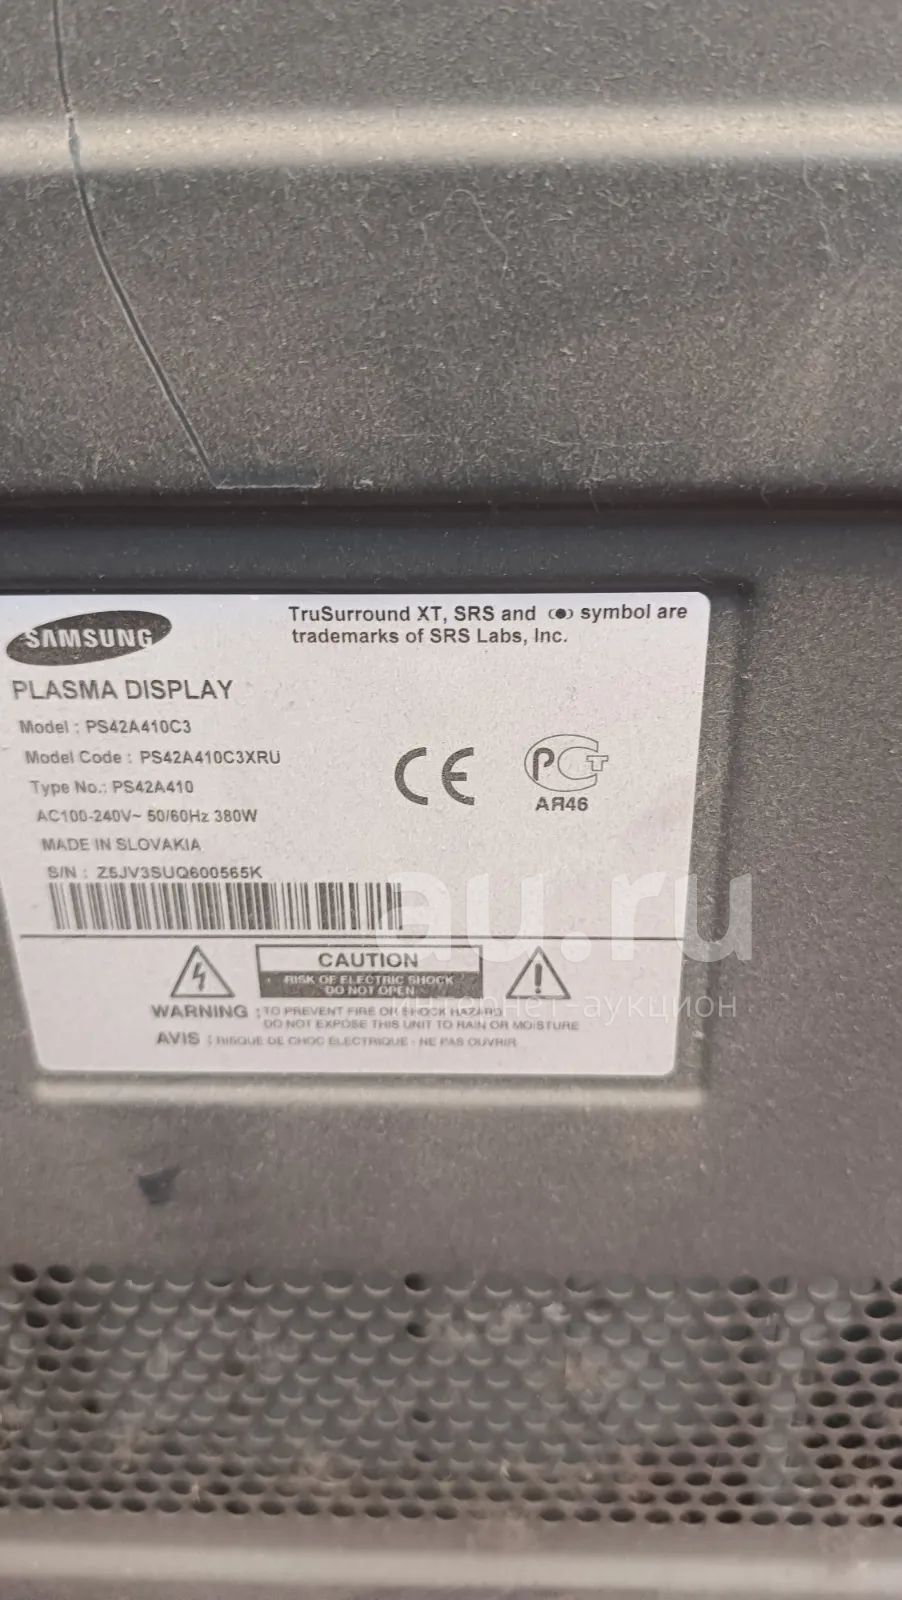 SAMSUNG
TruSurround XT, SRS and (●) symbol are
trademarks of SRS Labs, Inc.
PLASMA DISPLAY
Model : PS42A410C3
Model Code : PS42A410C3XRU
Type No.: PS42A410
AC100-240V~ 50/60Hz 380W
MADE IN SLOVAKIA
S/N : Z5JV3SUQ600565K
CE
РСТ
АЯ46
CAUTION
RISK OF ELECTRIC SHOCK
DO NOT OPEN
WARNING : TO PREVENT FIRE OR SHOCK HAZARD
DO NOT EXPOSE THIS UNIT TO RAIN OR MOISTURE
AVIS : RISQUE DE CHOC ELECTRIQUE - NE PAS OUVRIR
au.ru
интернет-аукцион